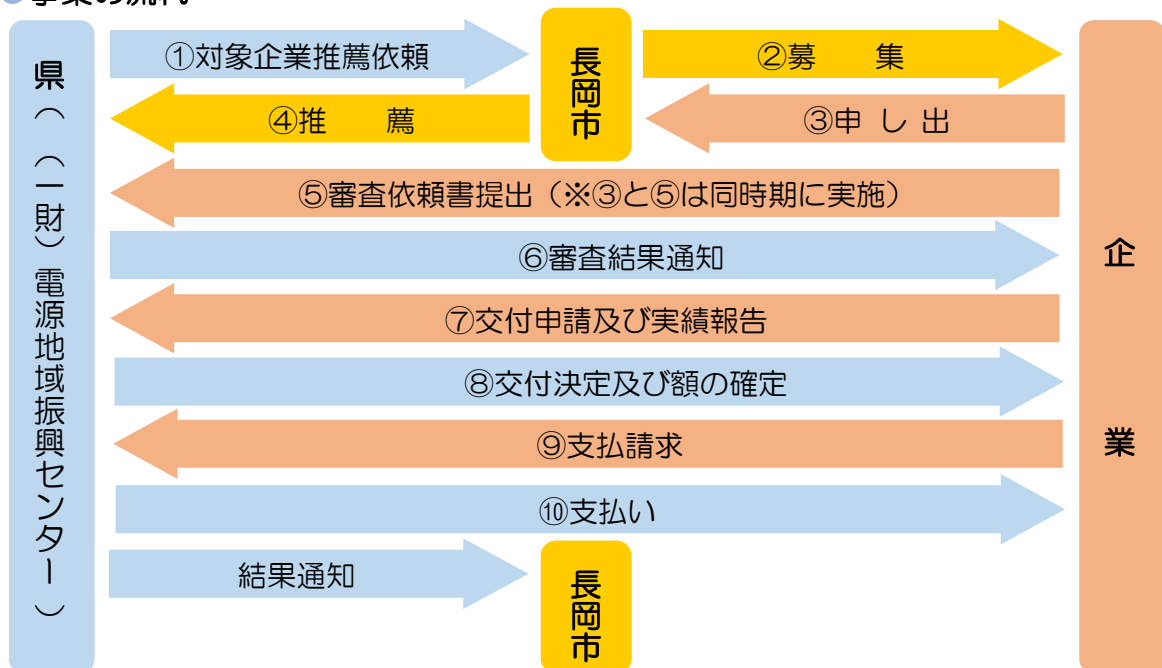 事業の流れ
県(（一財）電源地域振興センター)
長岡市
企業
①対象企業推薦依頼
②募　集
④推　薦
③申 し 出
⑤審査依頼書提出（※③と⑤は同時期に実施）
⑥審査結果通知
⑦交付申請及び実績報告
⑧交付決定及び額の確定
⑨支払請求
⑩支払い
結果通知
長岡市